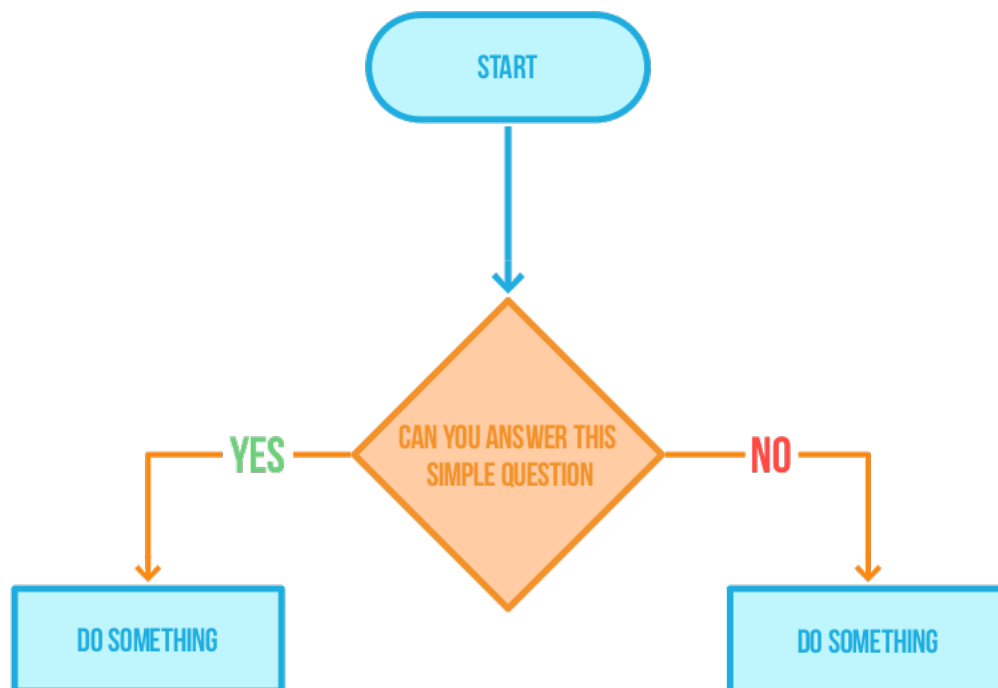 START
CAN YOU ANSWER THIS
SIMPLE QUESTION
YES
NO
DO SOMETHING
DO SOMETHING